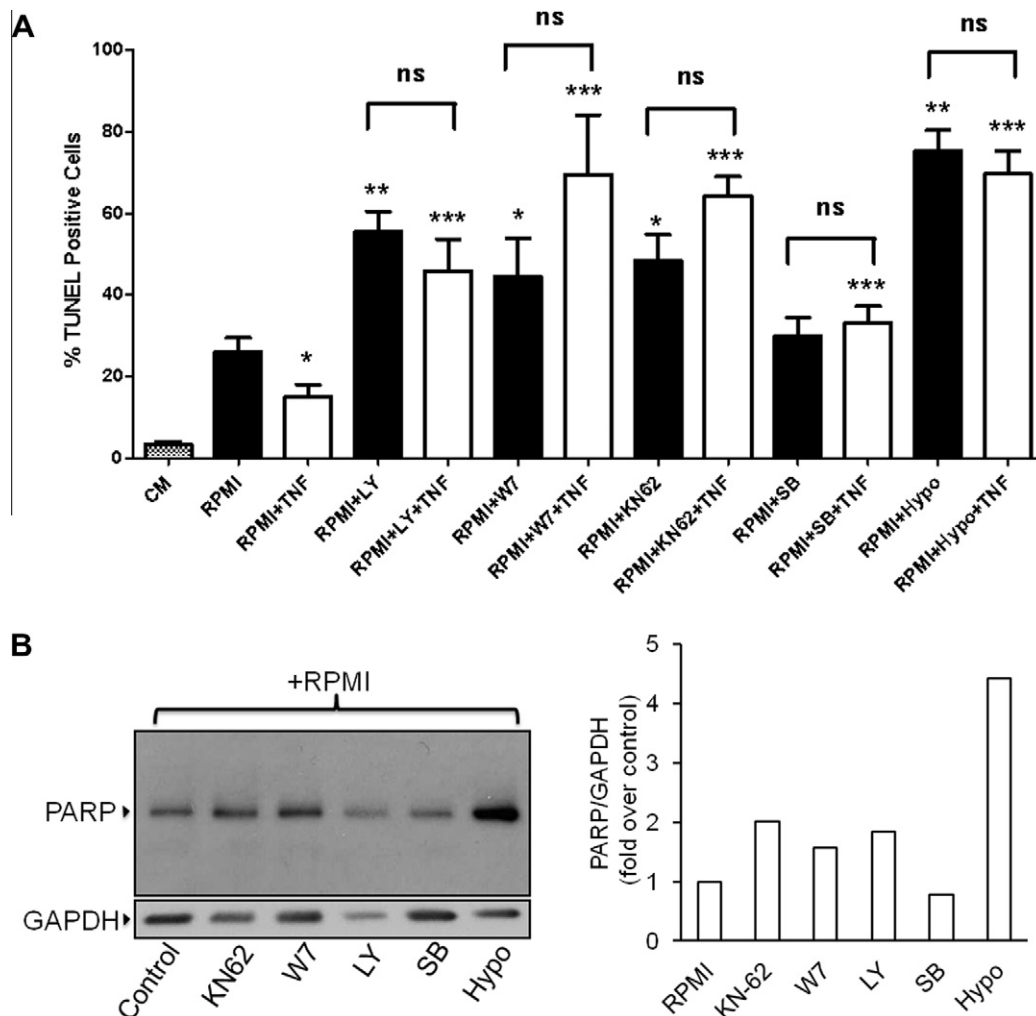 A
% TUNEL Positive Cells
100
80
60
40
20
0
*
**
***
ns
*
***
ns
*
***
ns
***
ns
**
***
ns
CM
RPMI
RPMI+TNF
RPMI+LY
RPMI+LY+TNF
RPMI+W7
RPMI+W7+TNF
RPMI+KN62
RPMI+KN62+TNF
RPMI+SB
RPMI+SB+TNF
RPMI+Hypo
RPMI+Hypo+TNF
B
+RPMI
PARP
GAPDH
Control
KN62
W7
LY
SB
Hypo
PARP/GAPDH
(fold over control)
5
4
3
2
1
0
RPMI
KN-62
W7
LY
SB
Hypo